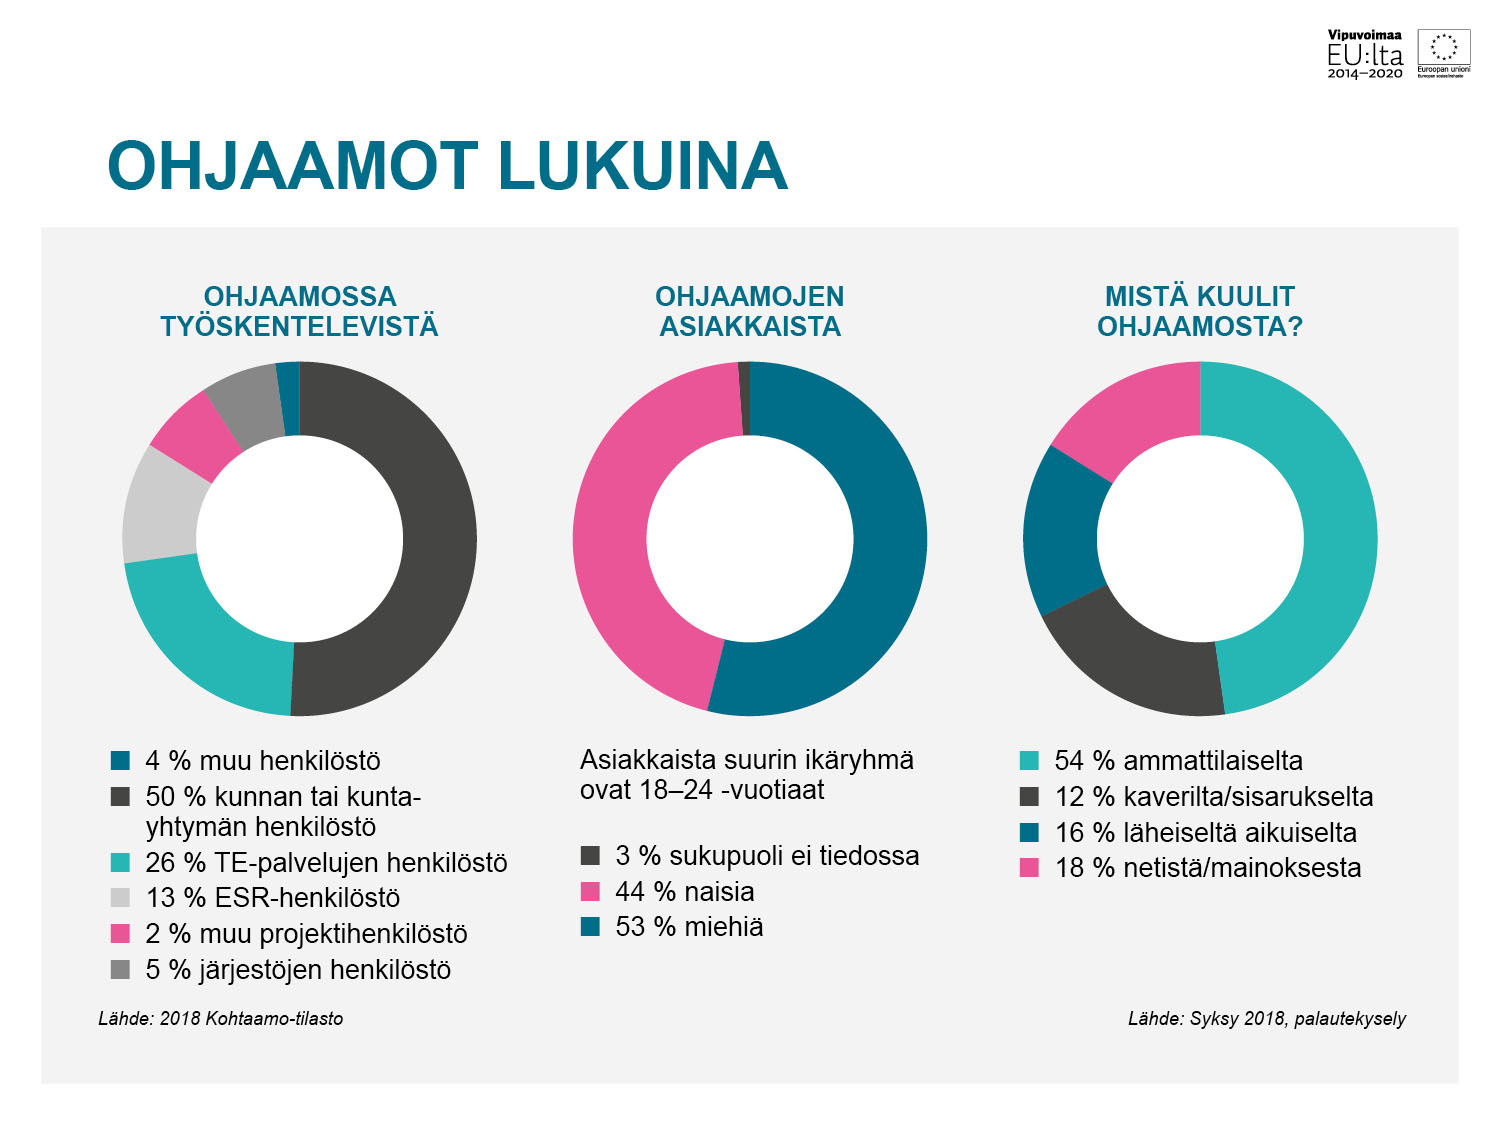 Vipuvoimaa
EU:lta
2014–2020
Euroopan unioni
Euroopan sosiaalirahasto
OHJAAMOT LUKUINA
OHJAAMOSSA
TYÖSKENTELEVISTÄ
4 % muu henkilöstö
50 % kunnan tai kunta-
yhtymän henkilöstö
26 % TE-palvelujen henkilöstö
13 % ESR-henkilöstö
2 % muu projektihenkilöstö
5 % järjestöjen henkilöstö
Lähde: 2018 Kohtaamo-tilasto
OHJAAMOJEN
ASIAKKAISTA
Asiakkaista suurin ikäryhmä
ovat 18–24 -vuotiaat
3 % sukupuoli ei tiedossa
44 % naisia
53 % miehiä
MISTÄ KUULIT
OHJAAMOSTA?
54 % ammattilaiselta
12 % kaverilta/sisarukselta
16 % läheiseltä aikuiselta
18 % netistä/mainoksesta
Lähde: Syksy 2018, palautekysely